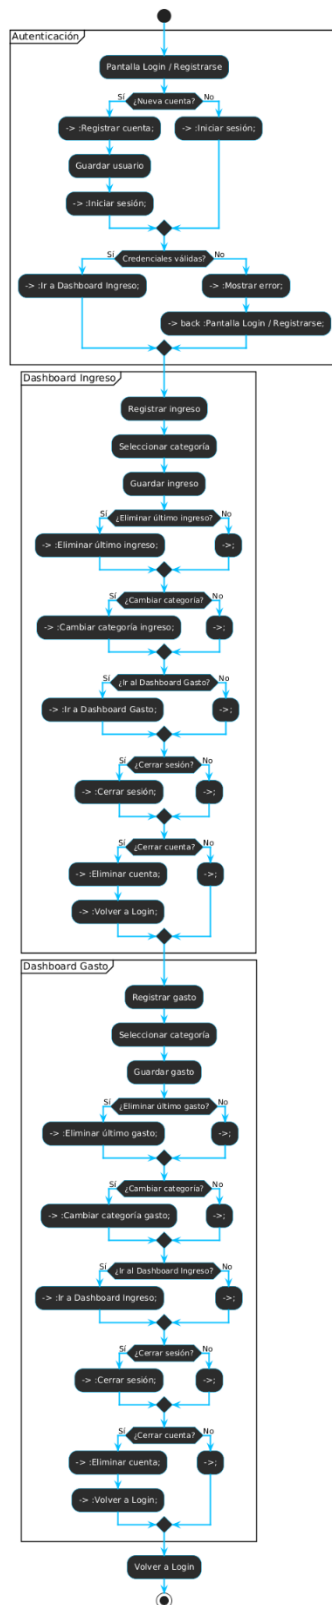 Autenticación
Pantalla Login / Registrarse
¿Nueva cuenta?
Sí
No
-> :Registrar cuenta;
-> :Iniciar sesión;
Guardar usuario
-> :Iniciar sesión;
Credenciales válidas?
Sí
No
-> :Ir a Dashboard Ingreso;
-> :Mostrar error;
-> back :Pantalla Login / Registrarse;
Dashboard Ingreso
Registrar ingreso
Seleccionar categoría
Guardar ingreso
¿Eliminar último ingreso?
Sí
No
-> :Eliminar último ingreso;
->;
¿Cambiar categoría?
Sí
No
-> :Cambiar categoría ingreso;
->;
¿Ir al Dashboard Gasto?
Sí
No
-> :Ir a Dashboard Gasto;
->;
¿Cerrar sesión?
Sí
No
-> :Cerrar sesión;
->;
¿Cerrar cuenta?
Sí
No
-> :Eliminar cuenta;
->;
-> :Volver a Login;
Dashboard Gasto
Registrar gasto
Seleccionar categoría
Guardar gasto
¿Eliminar último gasto?
Sí
No
-> :Eliminar último gasto;
->;
¿Cambiar categoría?
Sí
No
-> :Cambiar categoría gasto;
->;
¿Ir al Dashboard Ingreso?
Sí
No
-> :Ir a Dashboard Ingreso;
->;
¿Cerrar sesión?
Sí
No
-> :Cerrar sesión;
->;
¿Cerrar cuenta?
Sí
No
-> :Eliminar cuenta;
->;
-> :Volver a Login;
Volver a Login